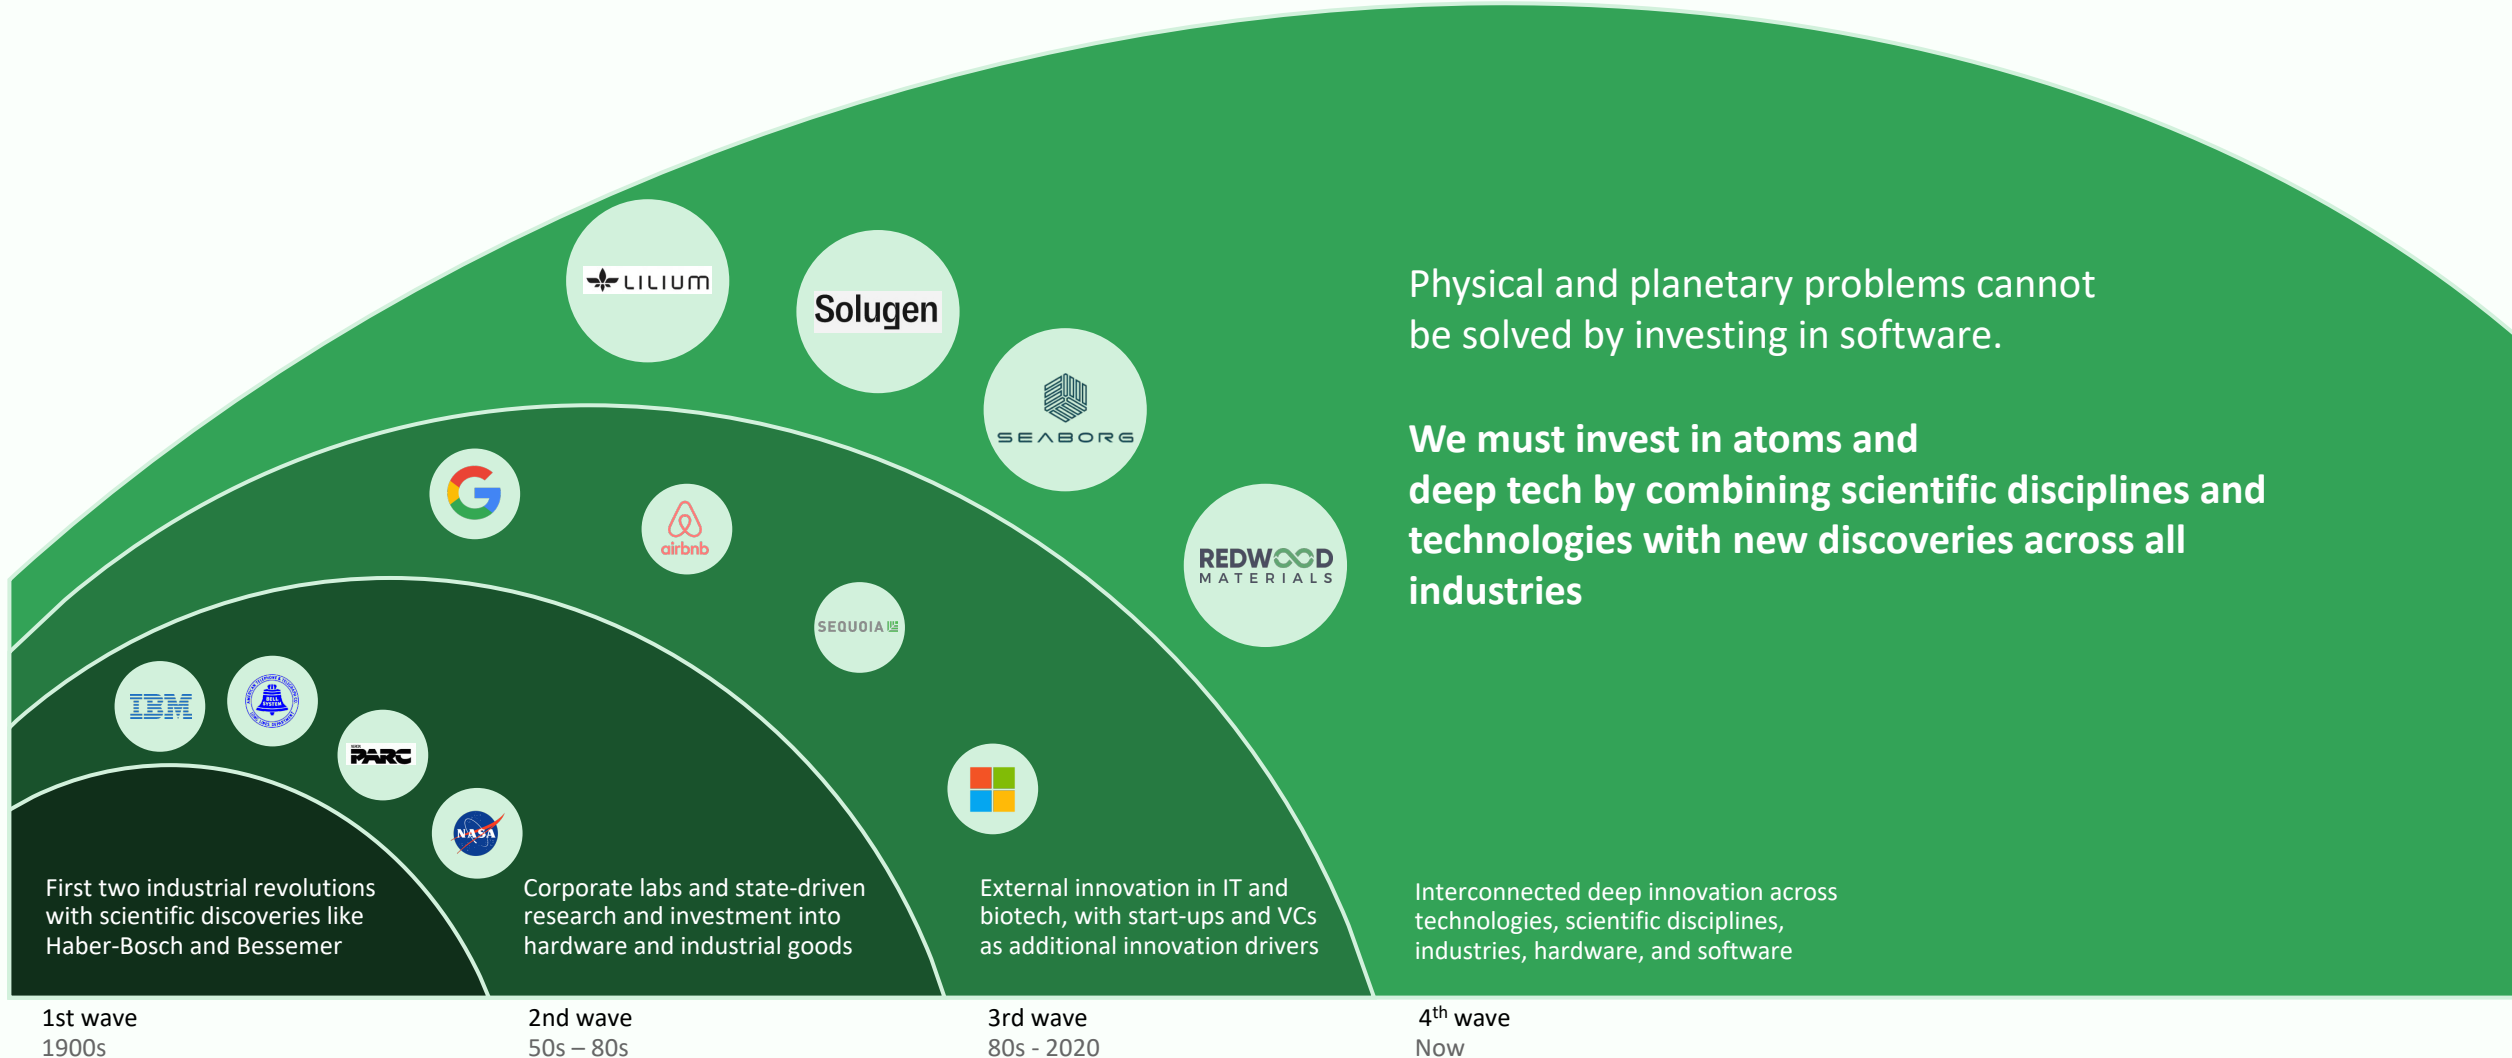 LILIUM
Solugen
SEABORG
REDWOOD
MATERIALS
Physical and planetary problems cannot
be solved by investing in software.
We must invest in atoms and
deep tech by combining scientific disciplines and
technologies with new discoveries across all
industries
G
airbnb
SEQUOIA
IBM
BELL
SYSTEM
PARC
NASA
First two industrial revolutions
with scientific discoveries like
Haber-Bosch and Bessemer
Corporate labs and state-driven
research and investment into
hardware and industrial goods
External innovation in IT and
biotech, with start-ups and VCs
as additional innovation drivers
Interconnected deep innovation across
technologies, scientific disciplines,
industries, hardware, and software
1st wave
1900s
2nd wave
50s – 80s
3rd wave
80s - 2020
4th wave
Now